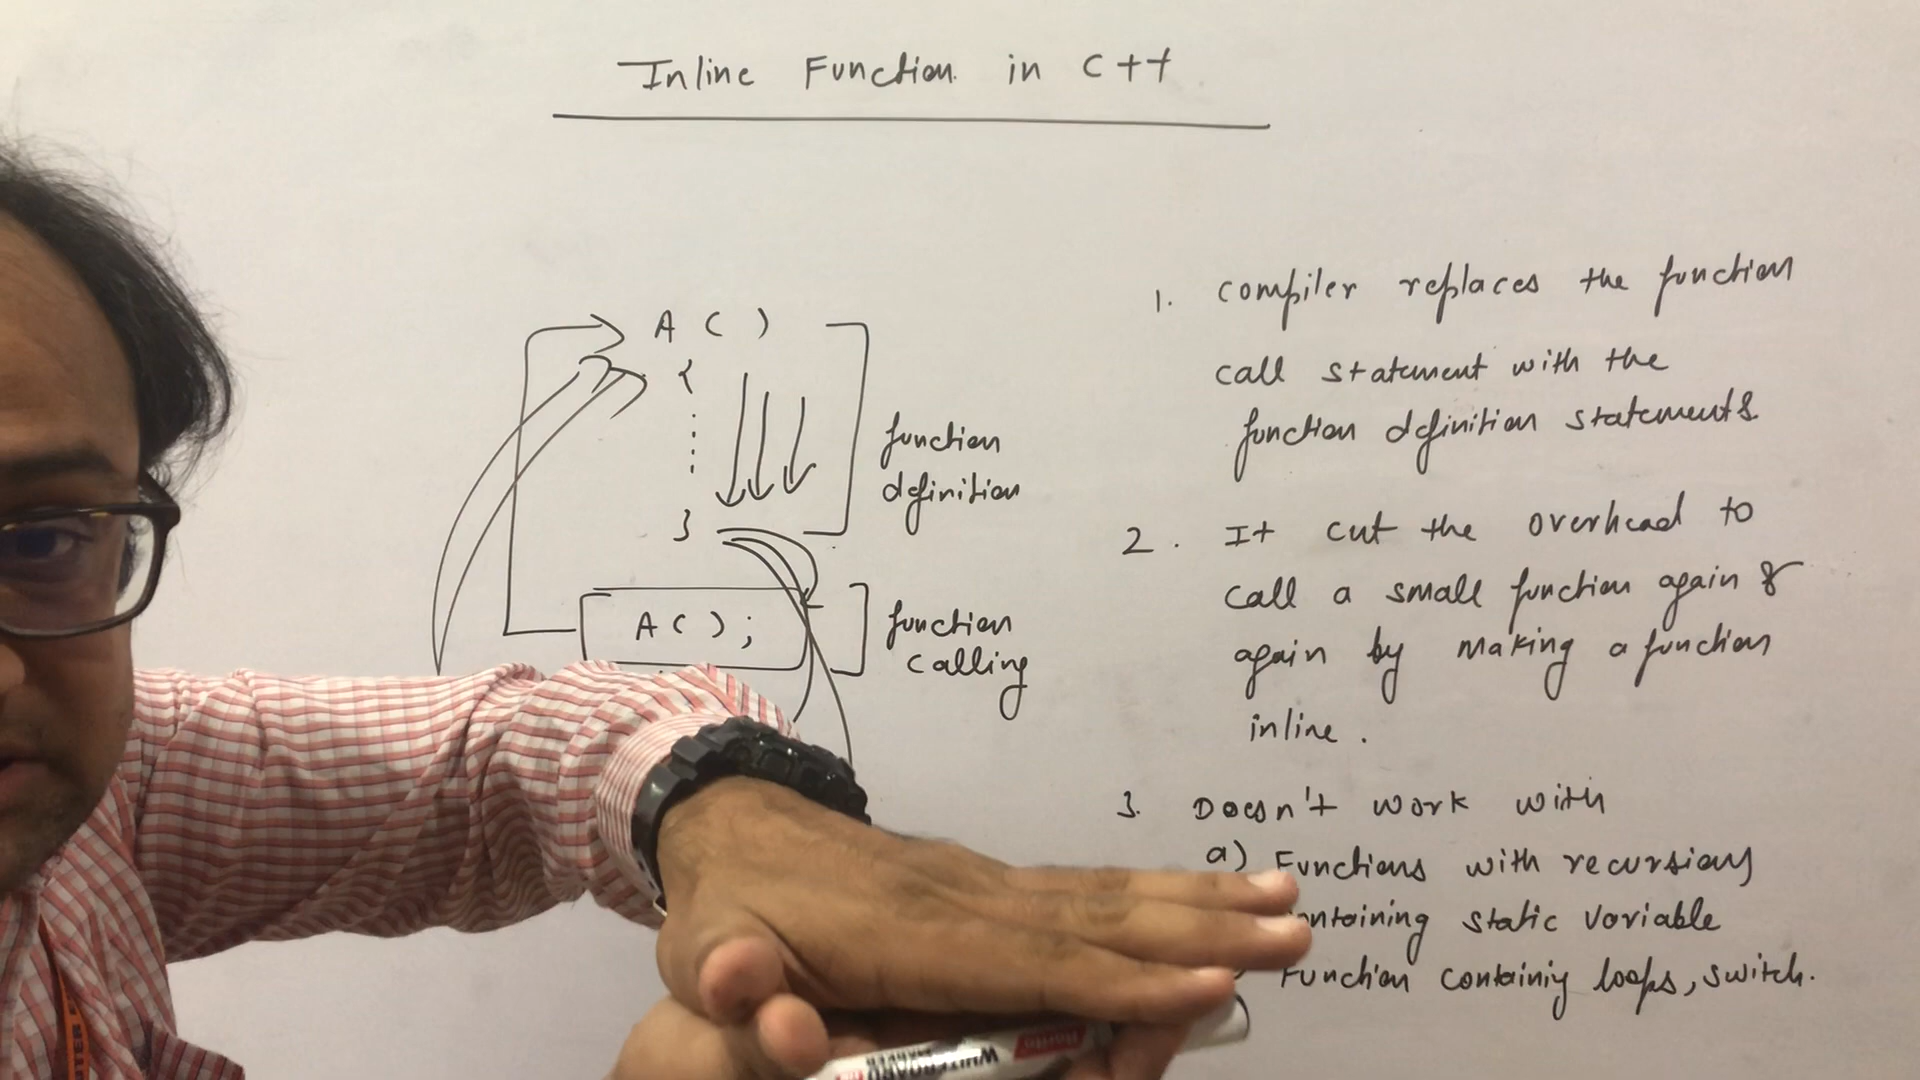 Inline Function in C++
A ( )
{
}
function
definition
A ( ) ;
function
calling
1. Compiler replaces the function
call statement with the
function definition statements
2. It cut the overhead to
call a small function again &
again by making a function
inline.
3. Doesn't work with
a) Functions with recursions
static variable
Function containing loops, switch.
WHITEBOARD
MARKER